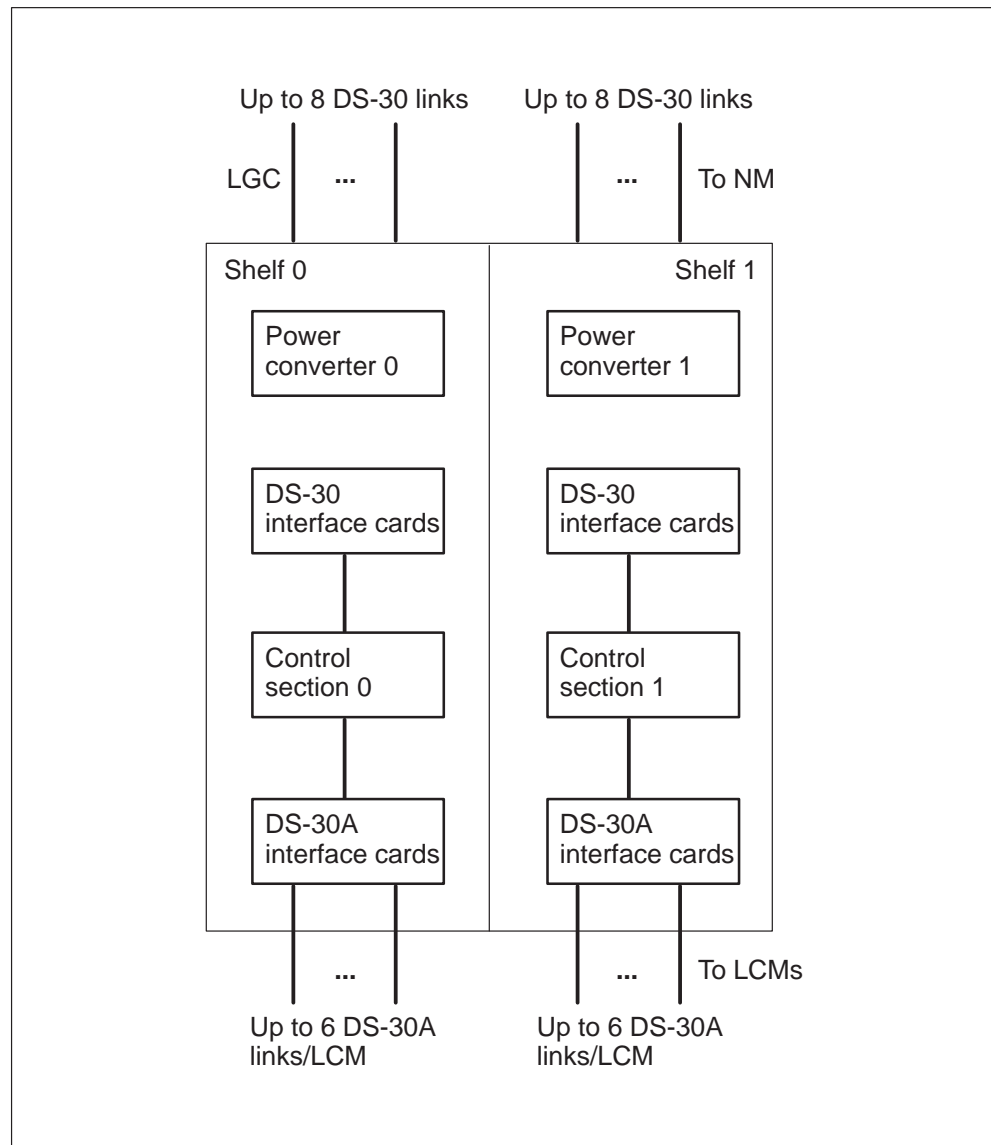 Up to 8 DS-30 links
Up to 8 DS-30 links
LGC
...
...
To NM
Shelf 0
Shelf 1
Power
converter 0
Power
converter 1
DS-30
interface cards
DS-30
interface cards
Control
section 0
Control
section 1
DS-30A
interface cards
DS-30A
interface cards
...
...
To LCMs
Up to 6 DS-30A
links/LCM
Up to 6 DS-30A
links/LCM